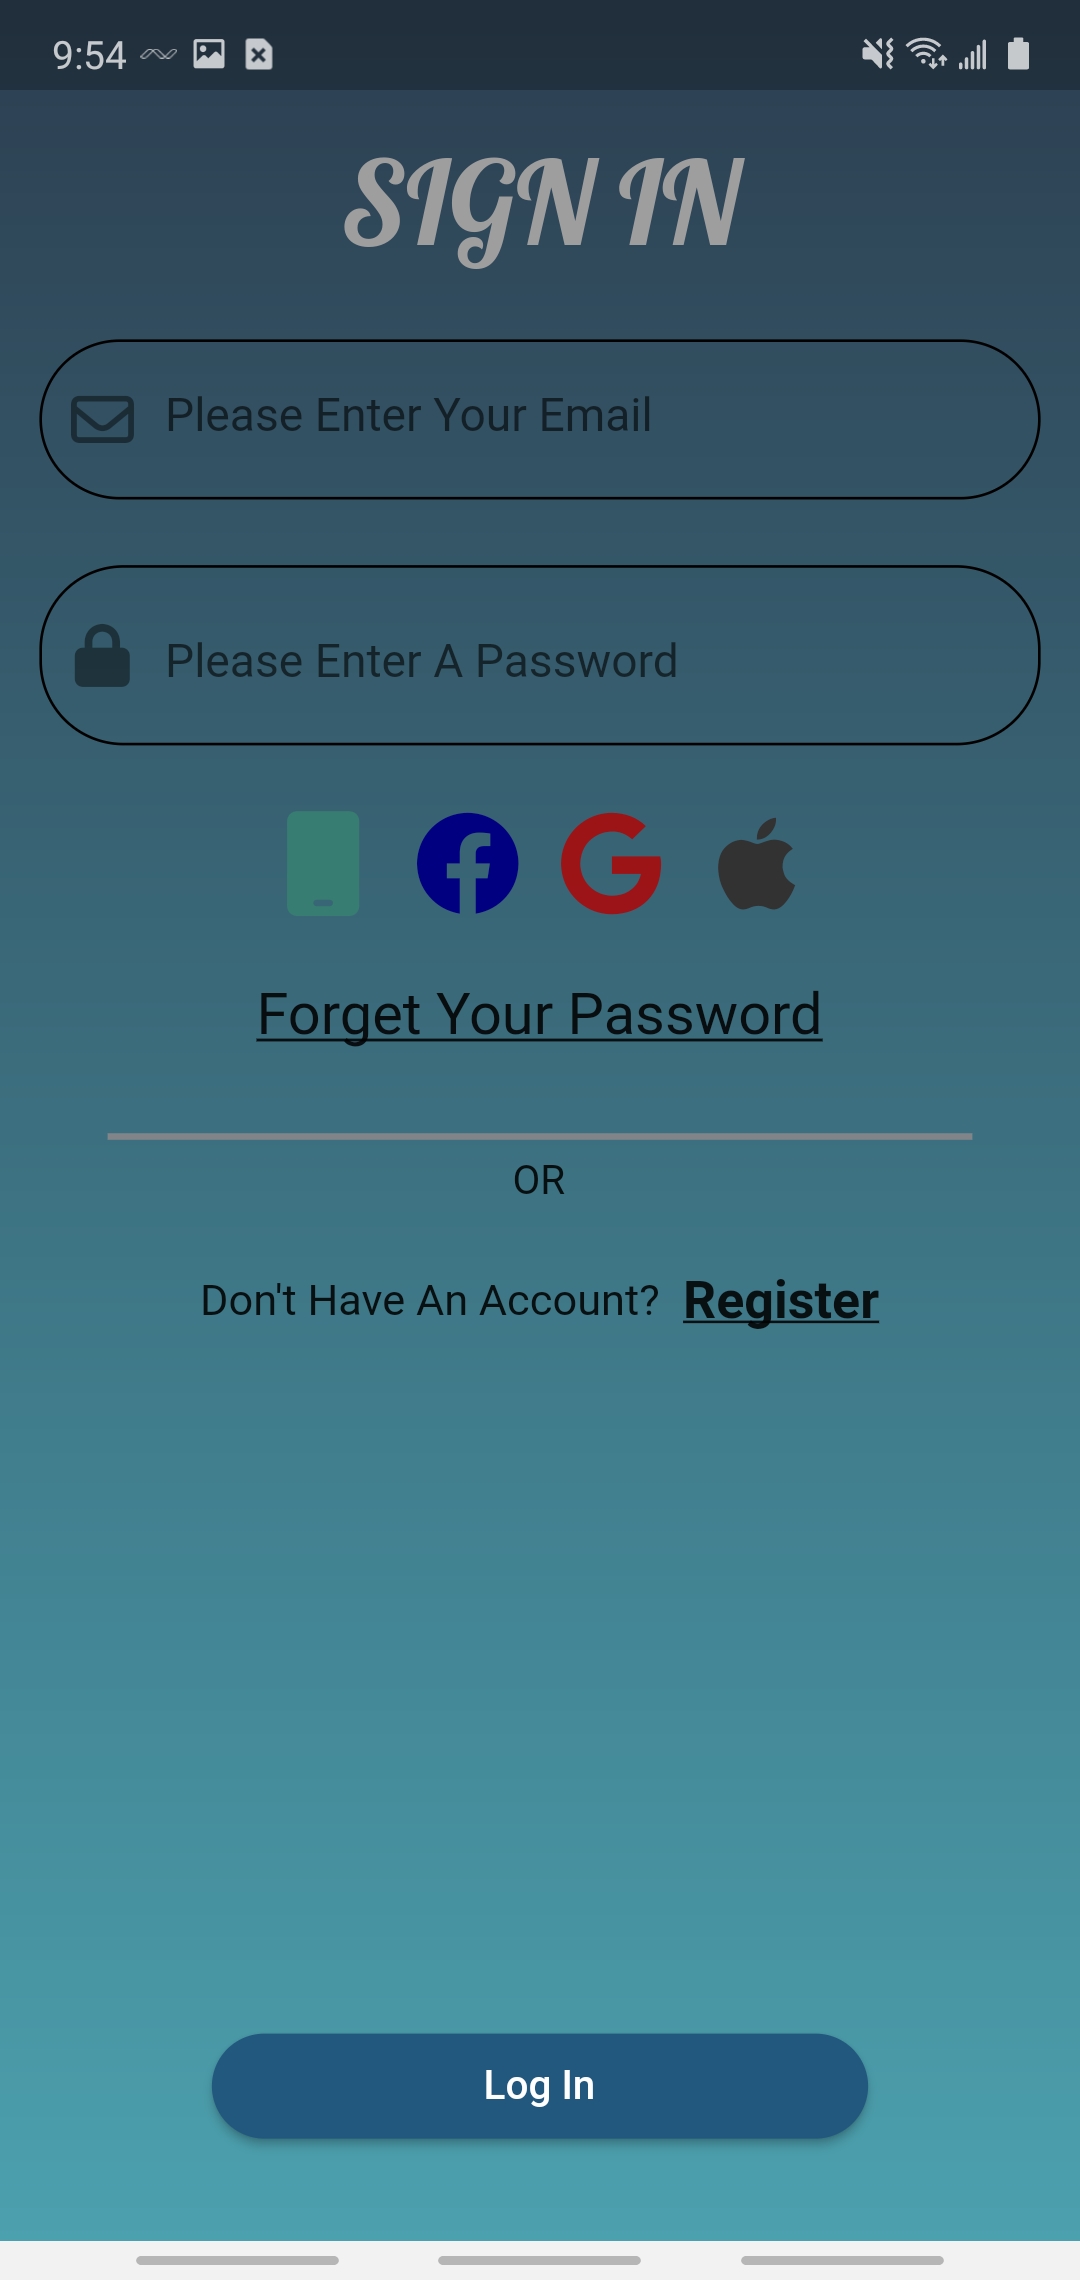 9:54
SIGN IN
Please Enter Your Email
Please Enter A Password
Forget Your Password
OR
Don't Have An Account? Register
Log In